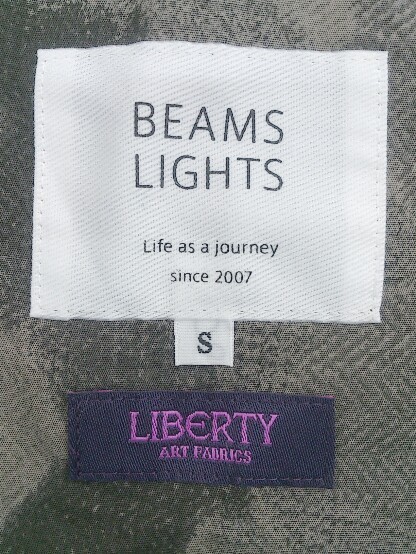 BEAMS
LIGHTS
Life as a journey
since 2007
S
LIBERTY
ART FABRICS